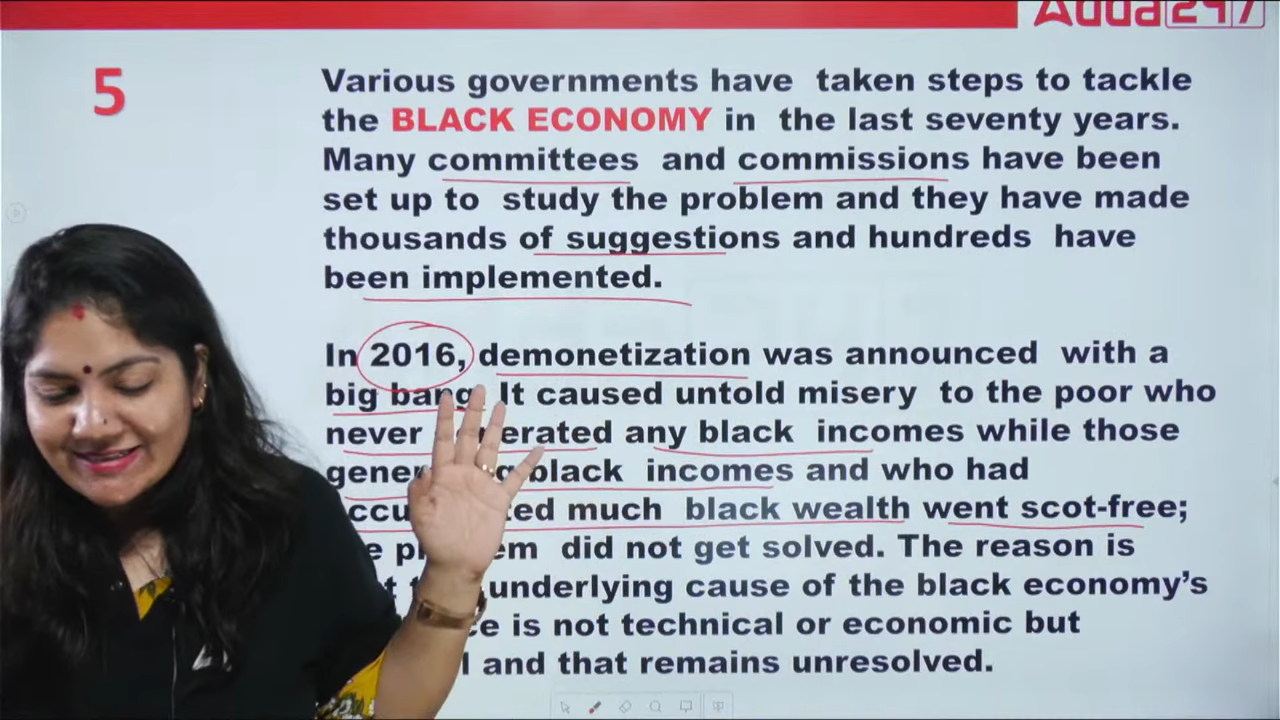 Adda247
5
Various governments have taken steps to tackle
the BLACK ECONOMY in the last seventy years.
Many committees and commissions have been
set up to study the problem and they have made
thousands of suggestions and hundreds have
been implemented.
In 2016, demonetization was announced with a
big bang. It caused untold misery to the poor who
never generated any black incomes while those
black incomes and who had
much black wealth went scot-free;
did not get solved. The reason is
underlying cause of the black economy's
is not technical or economic but
and that remains unresolved.